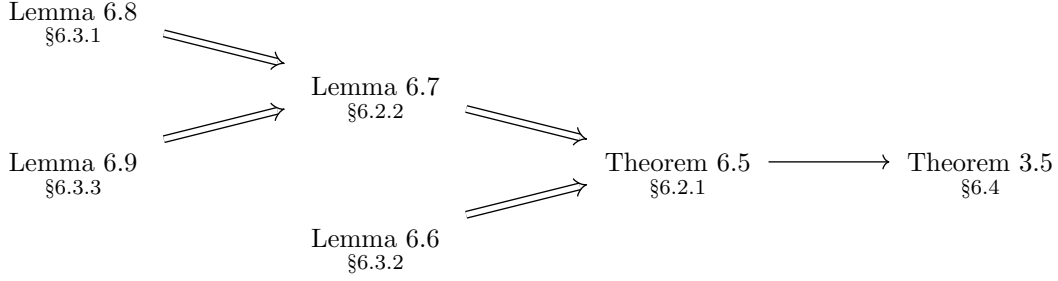 Lemma 6.8
§6.3.1
Lemma 6.7
§6.2.2
Lemma 6.9
§6.3.3
Theorem 6.5
§6.2.1
Theorem 3.5
§6.4
Lemma 6.6
§6.3.2